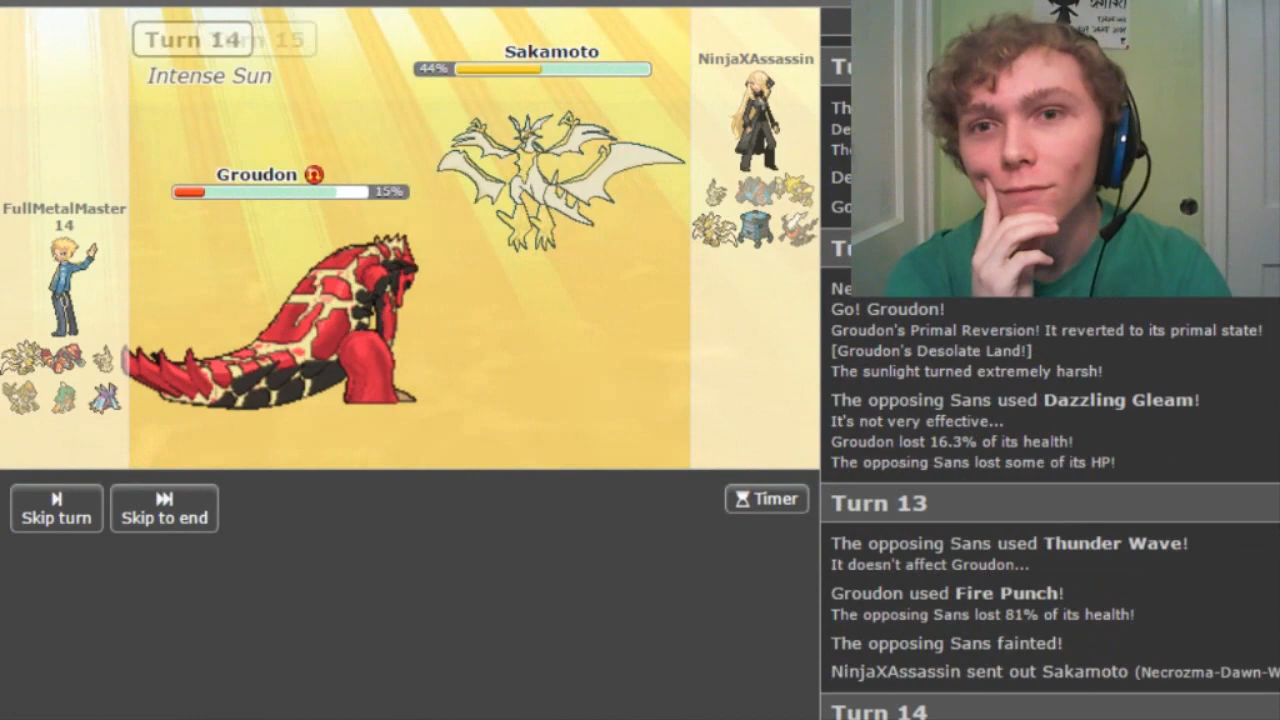 Turn 14
Turn 15
Intense Sun
Sakamoto
44%
NinjaXAssassin
Groudon
15%
FullMetalMaster
14
Skip turn
Skip to end
Timer
Go! Groudon!
Groudon's Primal Reversion! It reverted to its primal state!
[Groudon's Desolate Land!]
The sunlight turned extremely harsh!
The opposing Sans used Dazzling Gleam!
It's not very effective...
Groudon lost 16.3% of its health!
The opposing Sans lost some of its HP!
Turn 13
The opposing Sans used Thunder Wave!
It doesn't affect Groudon...
Groudon used Fire Punch!
The opposing Sans lost 81% of its health!
The opposing Sans fainted!
NinjaXAssassin sent out Sakamoto (Necrozma-Dawn-W
Turn 14